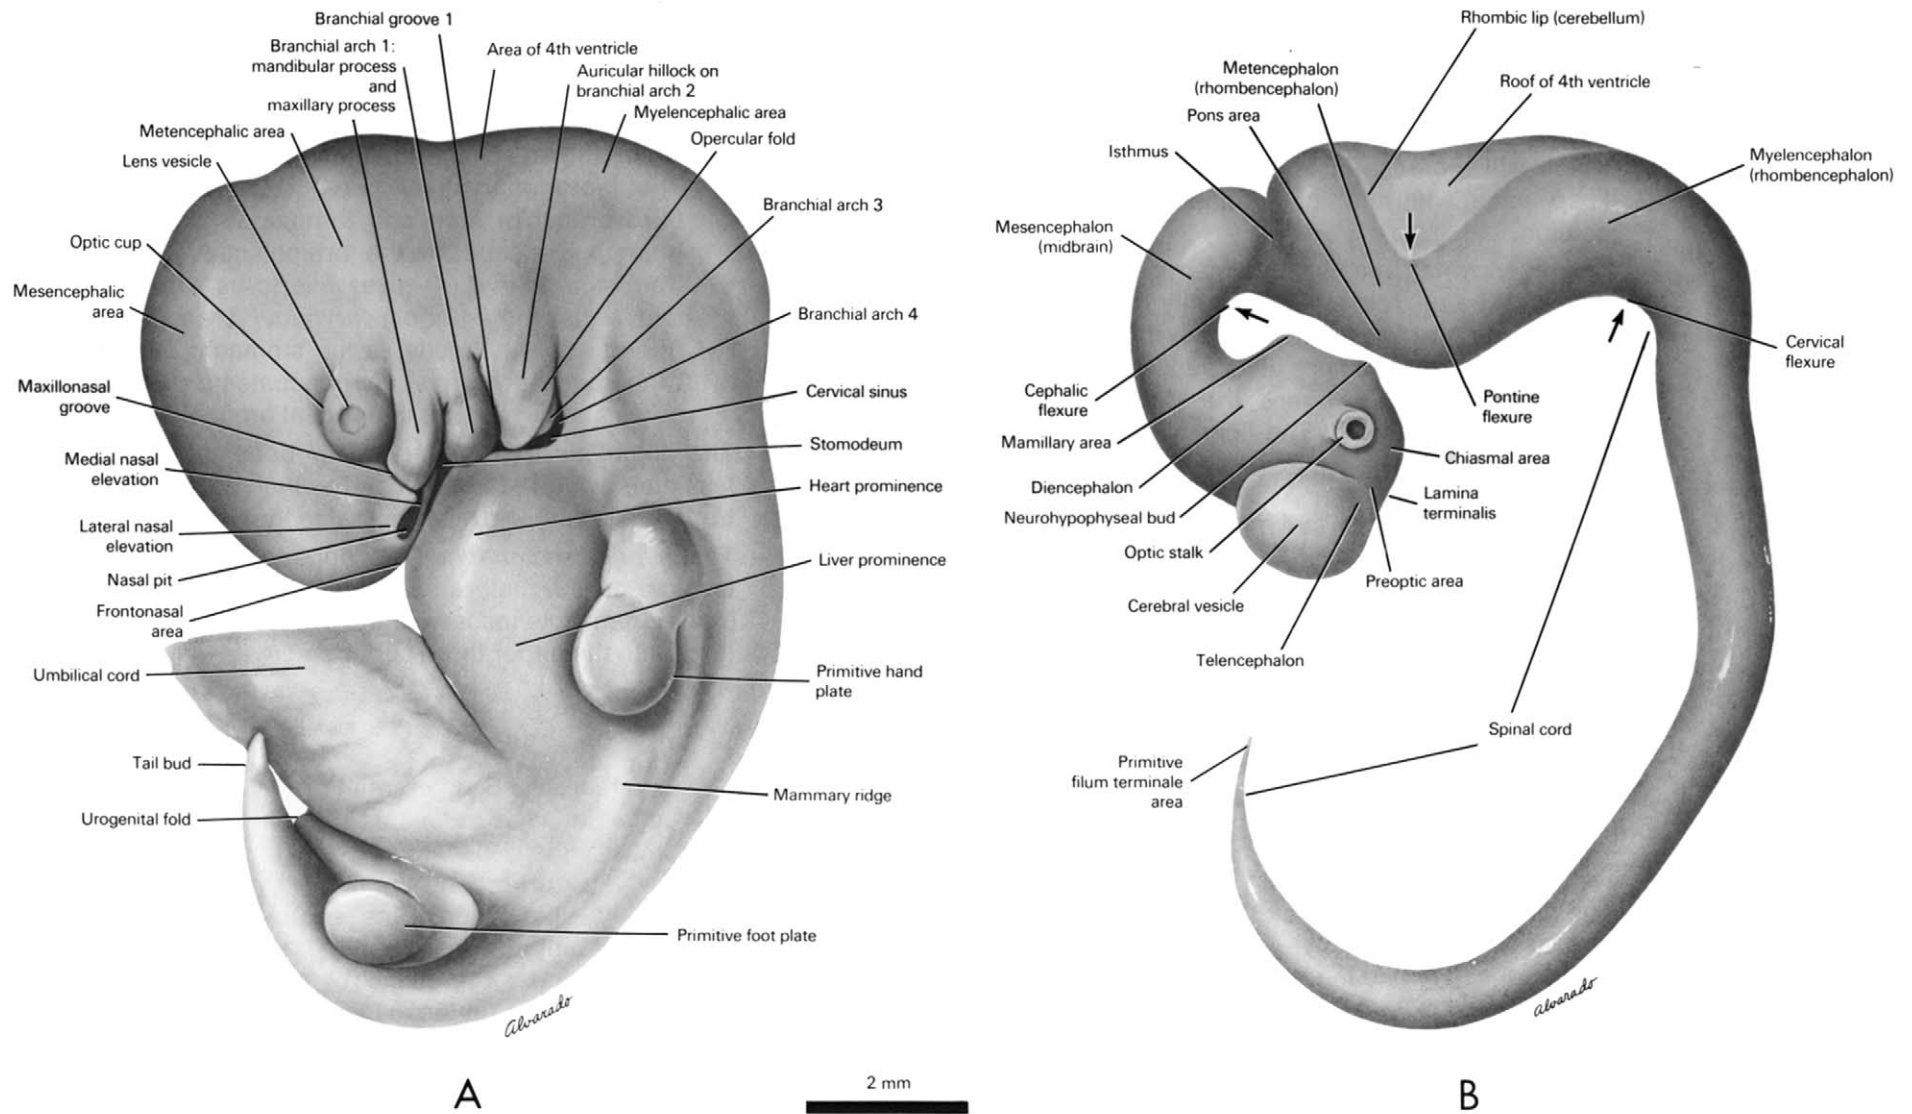 Branchial groove 1
Branchial arch 1:
mandibular process
and
maxillary process
Area of 4th ventricle
Auricular hillock on
branchial arch 2
Myelencephalic area
Opercular fold
Metencephalic area
Lens vesicle
Branchial arch 3
Optic cup
Mesencephalic
area
Branchial arch 4
Maxillonasal
groove
Cervical sinus
Stomodeum
Medial nasal
elevation
Heart prominence
Lateral nasal
elevation
Liver prominence
Nasal pit
Frontonasal
area
Umbilical cord
Primitive hand
plate
Tail bud
Mammary ridge
Urogenital fold
Primitive foot plate
Alvarado
A
2 mm
Rhombic lip (cerebellum)
Metencephalon
(rhombencephalon)
Roof of 4th ventricle
Pons area
Isthmus
Myelencephalon
(rhombencephalon)
Mesencephalon
(midbrain)
Cervical
flexure
Cephalic
flexure
Pontine
flexure
Mamillary area
Chiasmal area
Diencephalon
Lamina
terminalis
Neurohypophyseal bud
Optic stalk
Preoptic area
Cerebral vesicle
Telencephalon
Spinal cord
Primitive
filum terminale
area
Alvarado
B